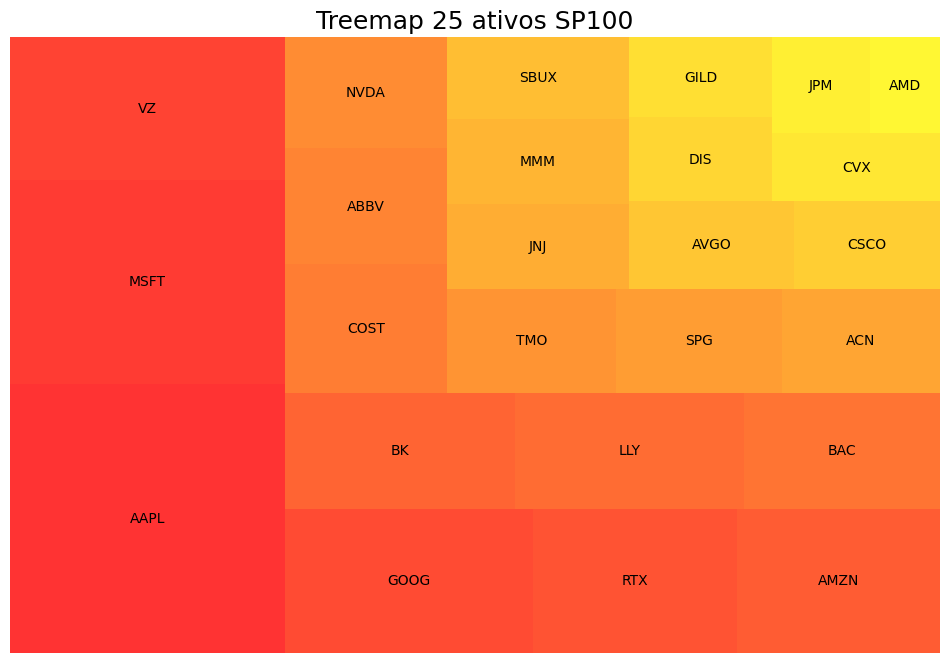 Treemap 25 ativos SP100
VZ
MSFT
AAPL
NVDA
ABBV
COST
SBUX
MMM
JNJ
GILD
DIS
JPM
AMD
CVX
AVGO
CSCO
TMO
SPG
ACN
BK
LLY
BAC
GOOG
RTX
AMZN